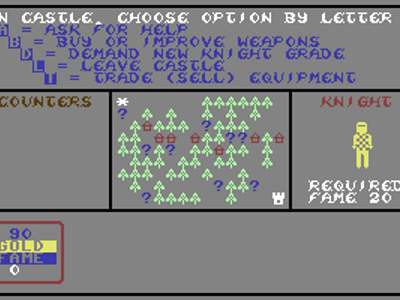 N CASTLE, CHOOSE OPTION BY LETTER
A = ASK FOR HELP
B = BUY OR IMPROVE WEAPONS
D = DEMAND NEW KNIGHT GRADE
L = LEAVE CASTLE
T = TRADE (SELL) EQUIPMENT
COUNTERS
KNIGHT
*
?
?
? ? ?
? ?
? ?
?
REQUIRED
FAME 20
90
GOLD
FAME
0